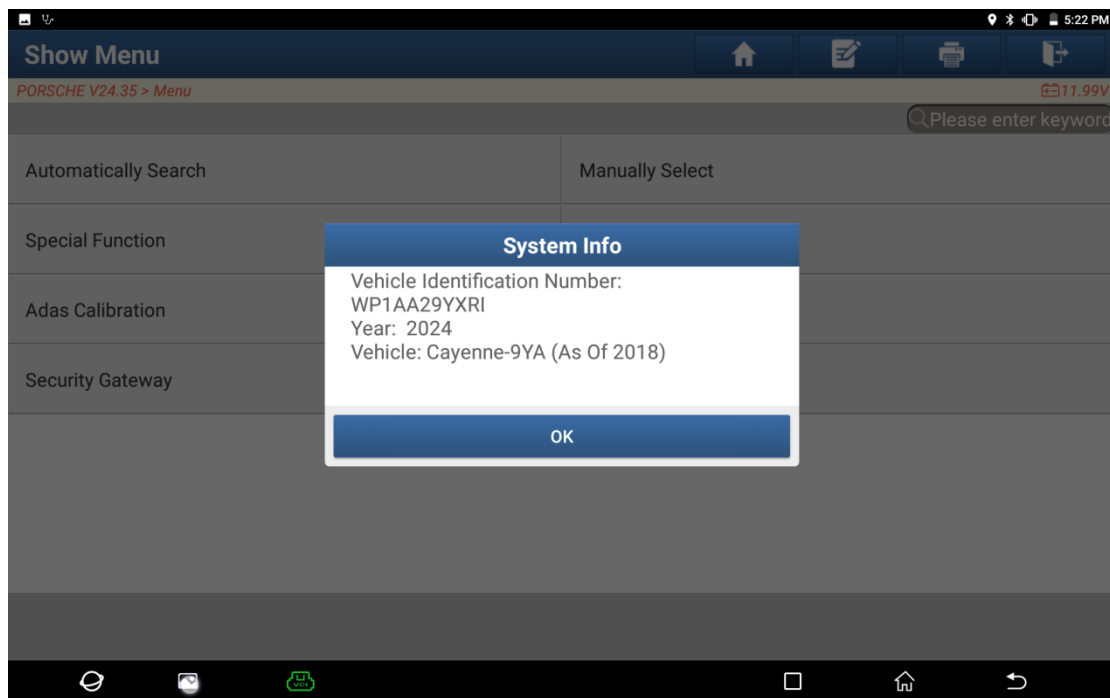 5:22 PM
Show Menu
PORSCHE V24.35 > Menu
11.99V
Please enter keyword
Automatically Search
Manually Select
Special Function
Adas Calibration
Security Gateway
System Info
Vehicle Identification Number:
WP1AA29YXRI
Year: 2024
Vehicle: Cayenne-9YA (As Of 2018)
OK
VCI